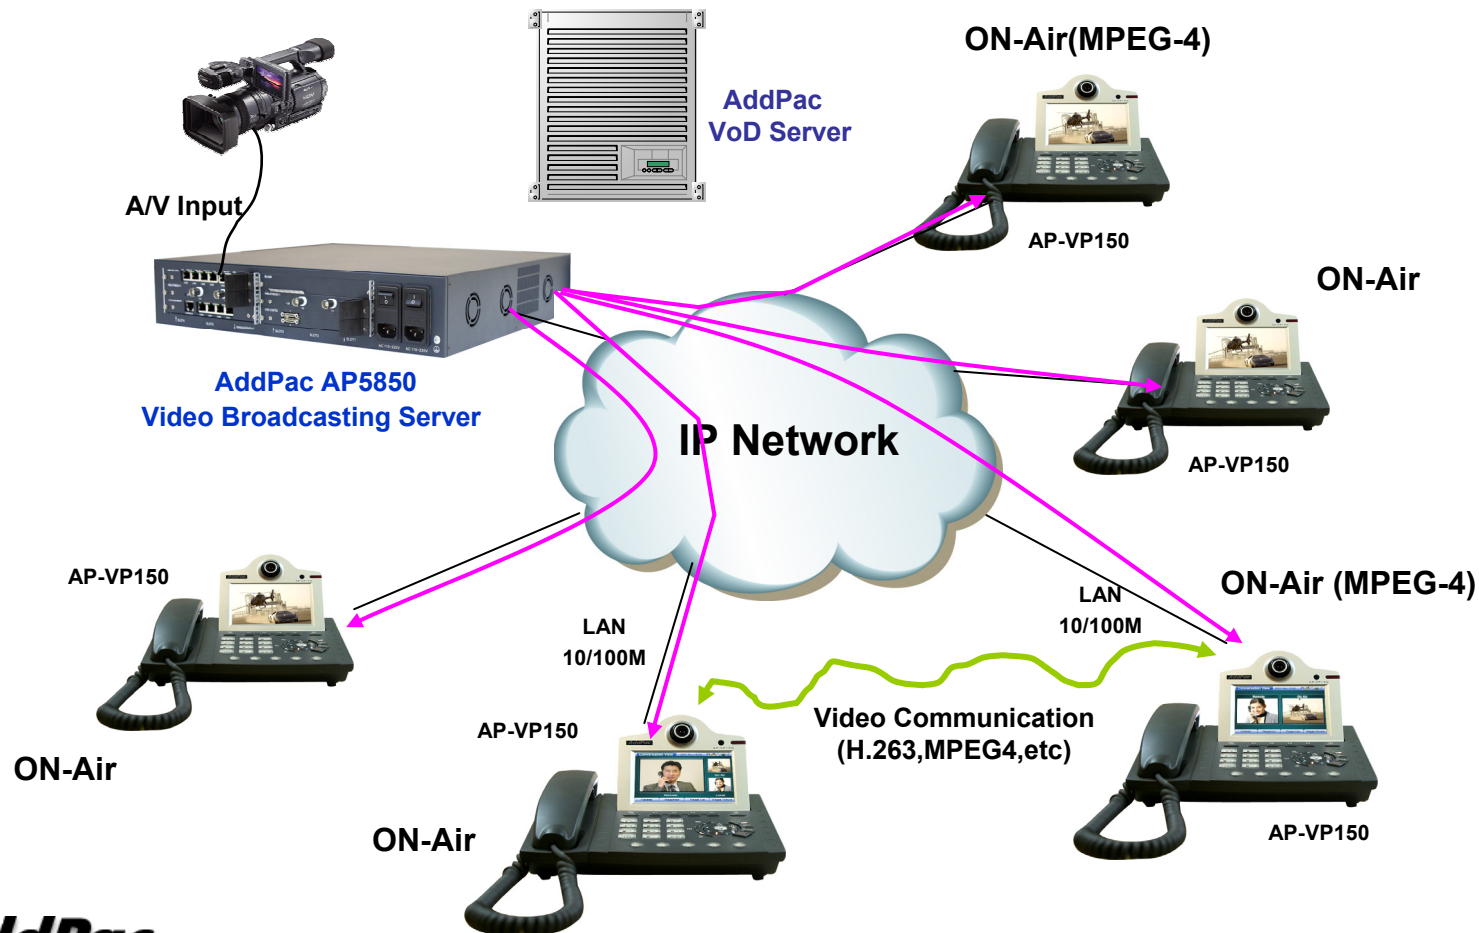 ON-Air(MPEG-4)
AddPac
VoD Server
A/V Input
AP-VP150
ON-Air
AddPac AP5850
Video Broadcasting Server
IP Network
AP-VP150
AP-VP150
ON-Air (MPEG-4)
LAN
10/100M
LAN
10/100M
Video Communication
(H.263,MPEG4,etc)
AP-VP150
ON-Air
ON-Air
AP-VP150